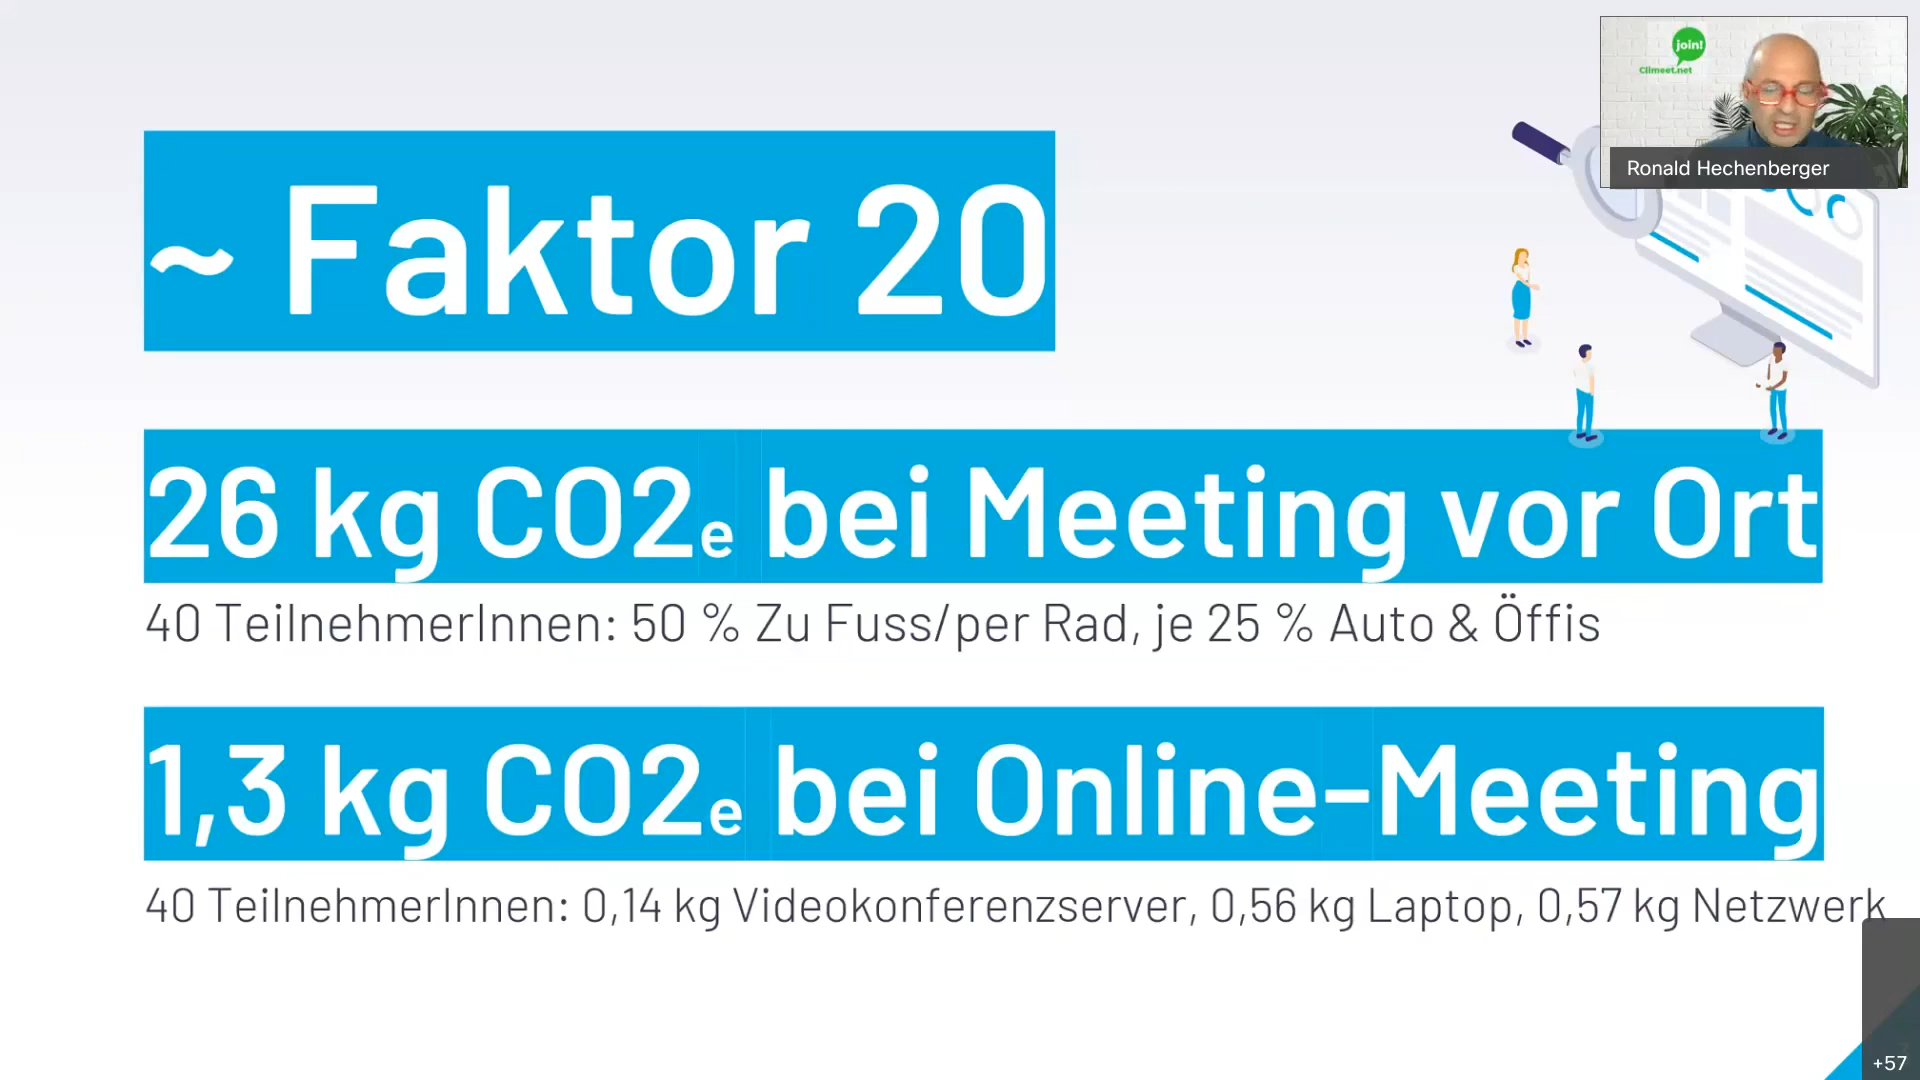 join!
Climeet.net
Ronald Hechenberger
~ Faktor 20
26 kg CO2e bei Meeting vor Ort
40 TeilnehmerInnen: 50 % Zu Fuss/per Rad, je 25 % Auto & Öffis
1,3 kg CO2e bei Online-Meeting
40 TeilnehmerInnen: 0,14 kg Videokonferenzserver, 0,56 kg Laptop, 0,57 kg Netzwerk
+57